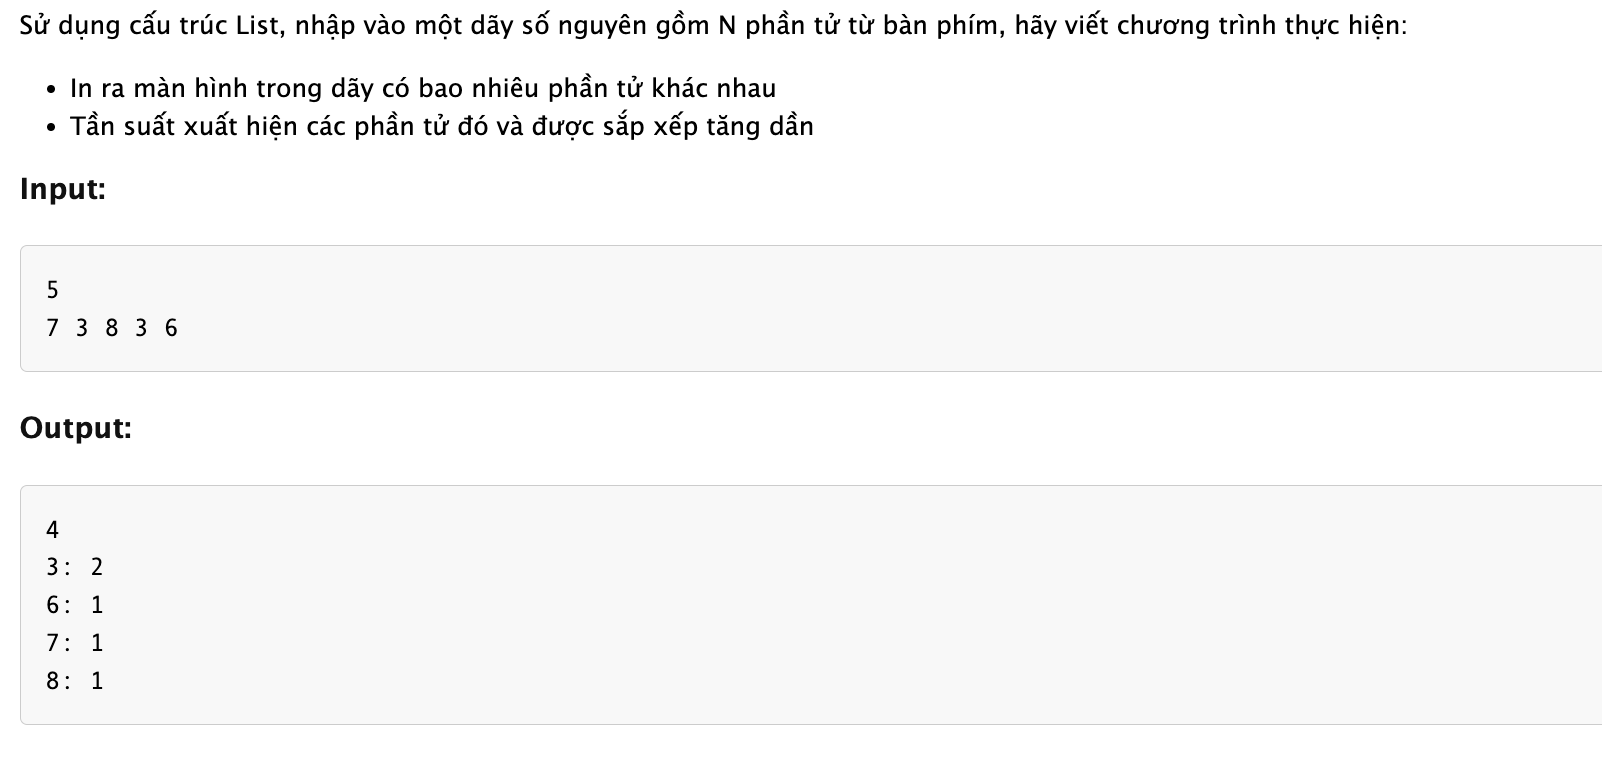 Sử dụng cấu trúc List, nhập vào một dãy số nguyên gồm N phần tử từ bàn phím, hãy viết chương trình thực hiện:
• In ra màn hình trong dãy có bao nhiêu phần tử khác nhau
• Tần suất xuất hiện các phần tử đó và được sắp xếp tăng dần
Input:
5
7 3 8 3 6
Output:
4
3: 2
6: 1
7: 1
8: 1